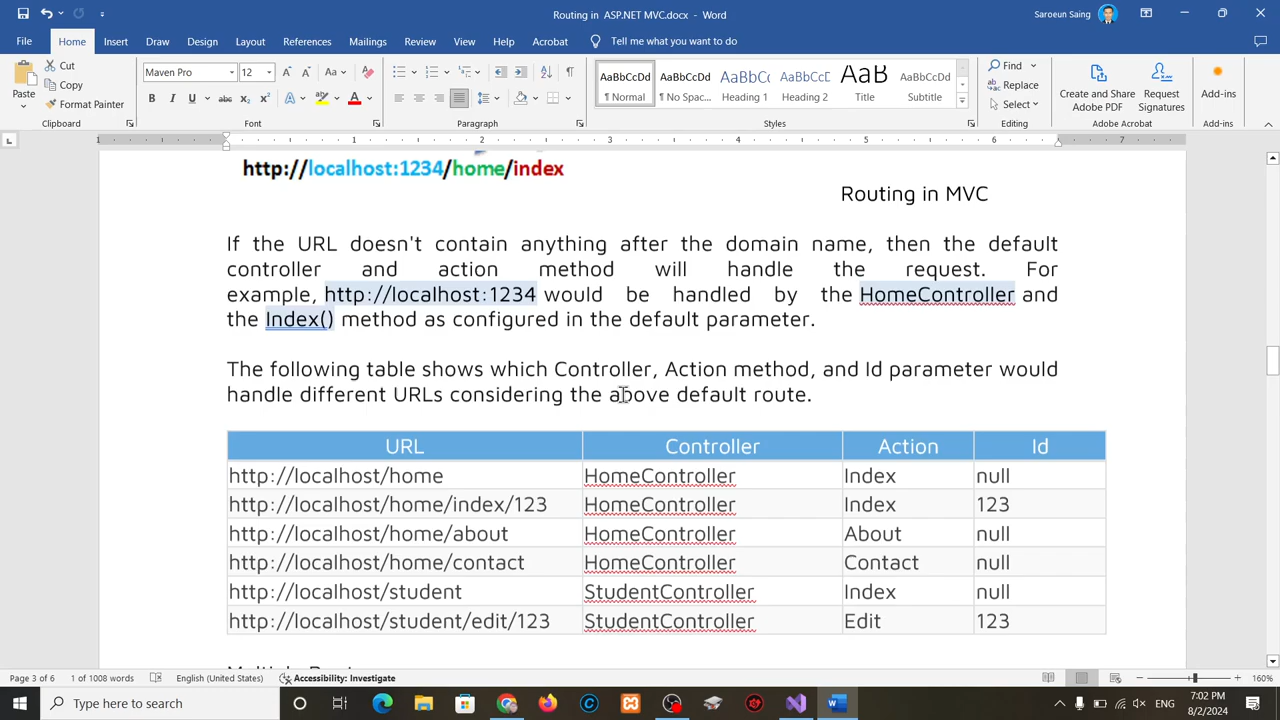 Routing in  ASP.NET MVC.docx  -  Word
Saroeun Saing
File
Home
Insert
Draw
Design
Layout
References
Mailings
Review
View
Help
Acrobat
Tell me what you want to do
Paste
Cut
Copy
Format Painter
Clipboard
Maven Pro
12
Font
Paragraph
AaBbCcDd
¶ Normal
AaBbCcDd
¶ No Spac...
AaBbCcD
Heading 1
AaBbCcD
Heading 2
AaB
Title
AaBbCcDd
Subtitle
Styles
Find
Replace
Select
Editing
Create and Share
Adobe PDF
Request
Signatures
Adobe Acrobat
Add-ins
Add-ins
1 1 2 3 4 5 6 7
http://localhost:1234/home/index
Routing in MVC
If the URL doesn't contain anything after the domain name, then the default
controller and action method will handle the request. For
example, http://localhost:1234 would be handled by the HomeController and
the Index() method as configured in the default parameter.
The following table shows which Controller, Action method, and Id parameter would
handle different URLs considering the above default route.
URL Controller Action Id
http://localhost/home HomeController Index null
http://localhost/home/index/123 HomeController Index 123
http://localhost/home/about HomeController About null
http://localhost/home/contact HomeController Contact null
http://localhost/student StudentController Index null
http://localhost/student/edit/123 StudentController Edit 123
Page 3 of 6
1 of 1008 words
English (United States)
Accessibility: Investigate
160%
Type here to search
ENG
7:02 PM
8/2/2024